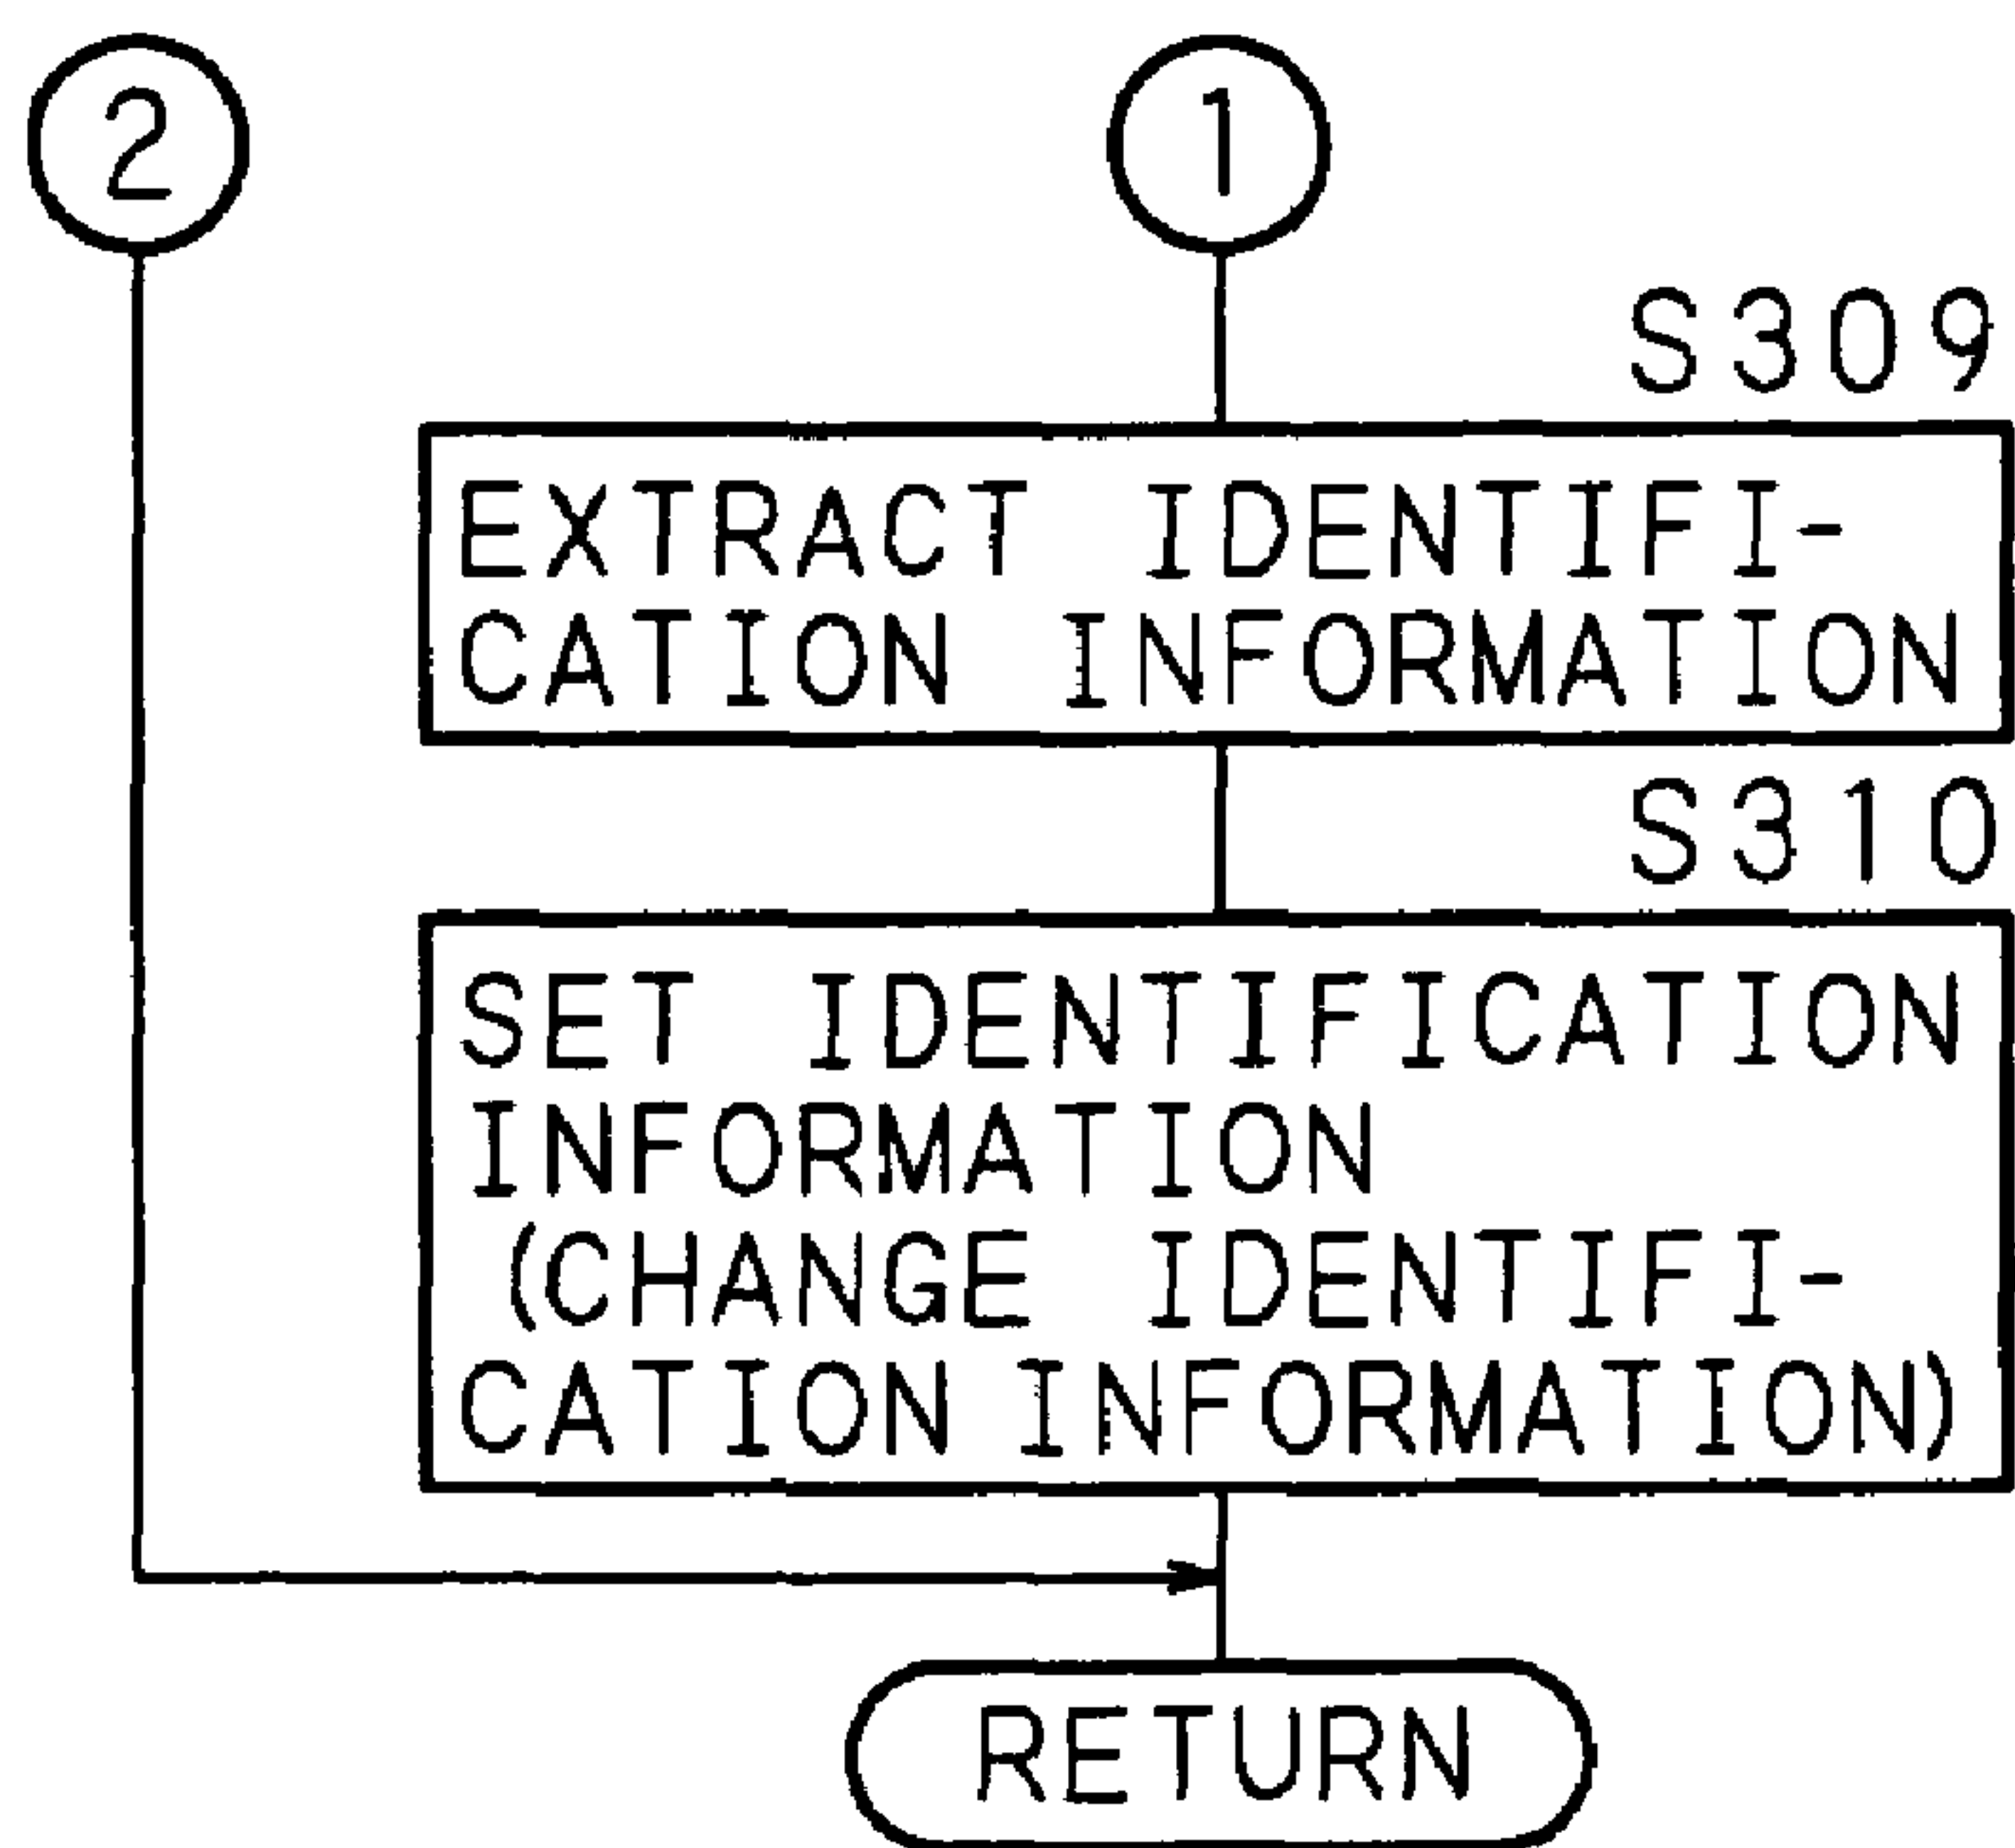 2 1
S309
EXTRACT IDENTIFI-
CATION INFORMATION
S310
SET IDENTIFICATION
INFORMATION
(CHANGE IDENTIFI-
CATION INFORMATION)
RETURN